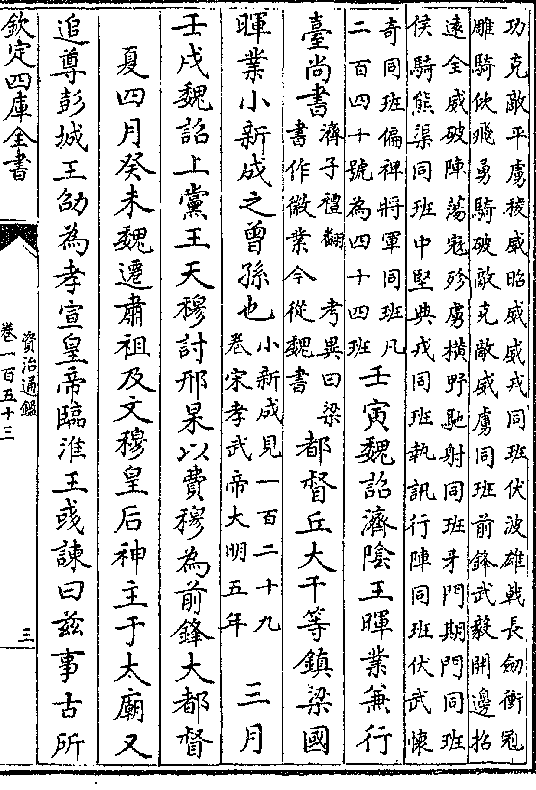 功克敵平虜稜威昭威威戎同班伏波雄戟長劒衝冠
雕騎佽飛勇騎破敵克敵威虜同班前鋒武毅開邊招
遠全威破陣蕩寇殄虜橫野馳射同班牙門期門同班
侯騎熊渠同班中堅典戎同班執訊行陣同班伏武懷
奇同班偏裨將軍同班凡
二百四十號為四十四班
壬寅魏詔濟隂王暉業兼行
臺尚書
濟子禮翻 考異曰梁
書作徽業今從魏書
都督丘大千等鎮梁國
暉業小新成之曾孫也
小新成見一百二十九
卷宋孝武帝大明五年
三月
壬戌魏詔上黨王天穆討邢杲以費穆為前鋒大都督
夏四月癸未魏遷肅祖及文穆皇后神主于太廟又
追尊彭城王劭為孝宣皇帝臨淮王彧諫曰兹事古所
欽定四庫全書
資治通鑑
卷一百五十三
三